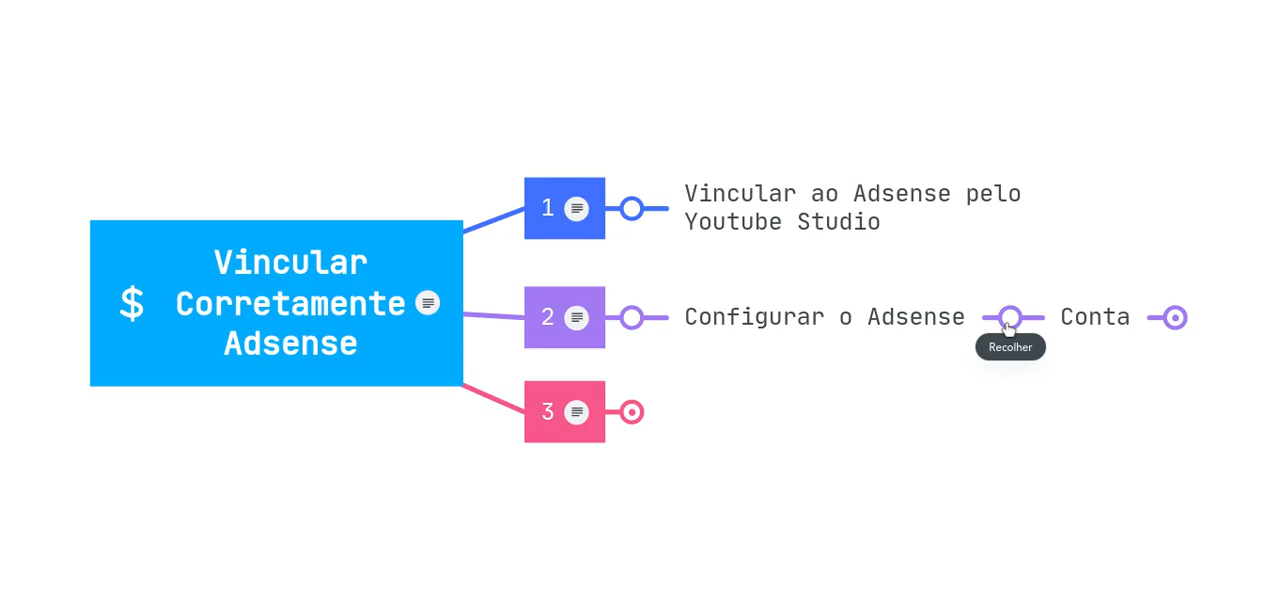 $
Vincular
Corretamente
Adsense
1
Vincular ao Adsense pelo
Youtube Studio
2
Configurar o Adsense
Conta
Recolher
3